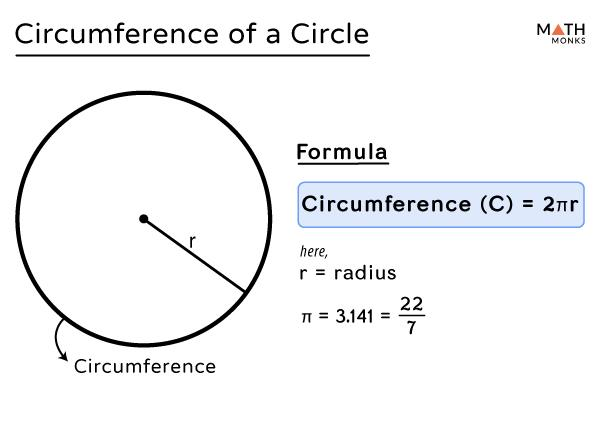 Circumference of a Circle
MATH
MONKS
Formula
Circumference (C) = 2πr
here,
r = radius
π = 3.141 = 22/7
r
Circumference